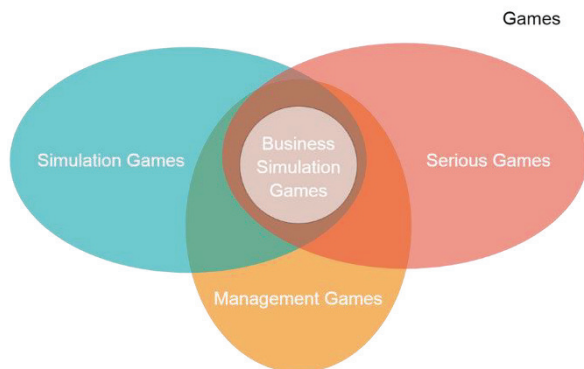 Games
Business
Simulation Games
Simulation
Serious Games
Games
Management Games